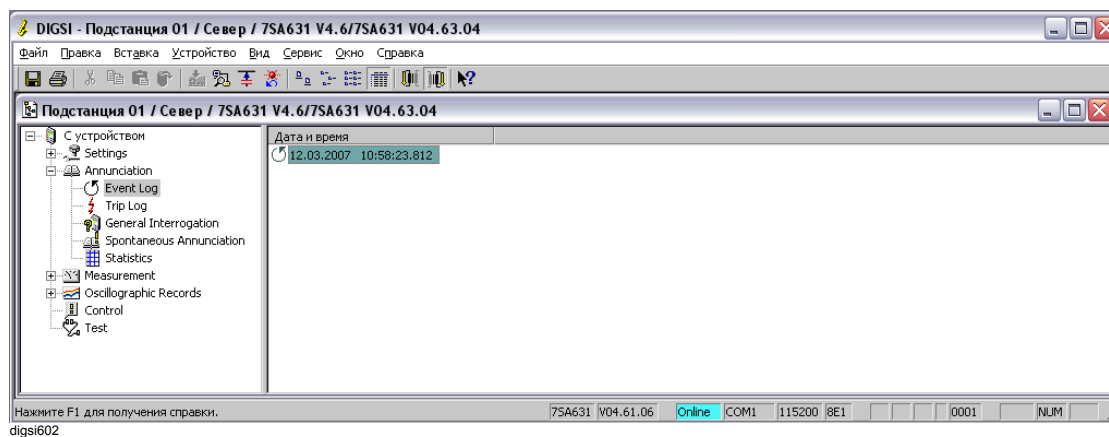 DIGSI - Подстанция 01 / Север / 7SA631 V4.6/7SA631 V04.63.04
Файл Правка Вставка Устройство Вид Сервис Окно Справка
Подстанция 01 / Север / 7SA631 V4.6/7SA631 V04.63.04
С устройством
Settings
Annunciation
Event Log
Trip Log
General Interrogation
Spontaneous Annunciation
Statistics
Measurement
Oscillographic Records
Control
Test
Дата и время
12.03.2007 10:58:23.812
Нажмите F1 для получения справки. 7SA631 V04.61.06 Online COM1 115200 8E1 0001 NUM
digsi602